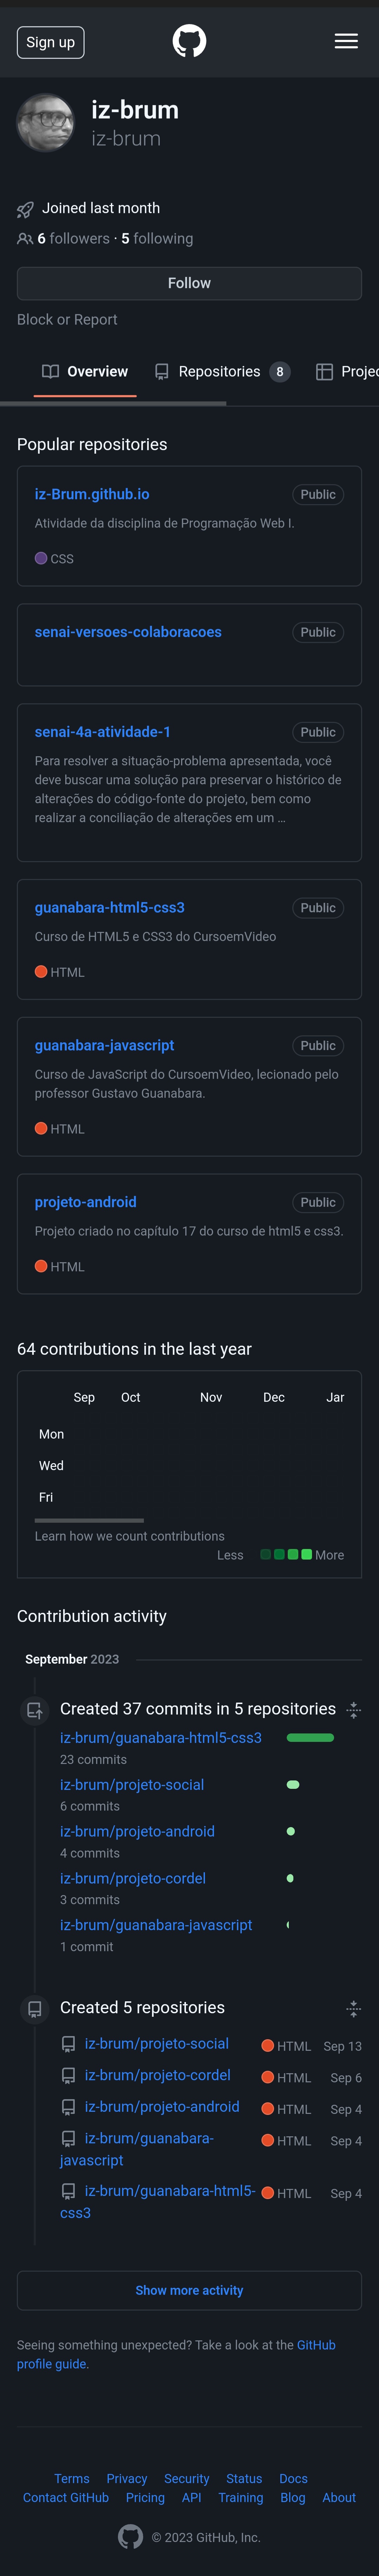 Sign up
iz-brum
iz-brum
Joined last month
6 followers · 5 following
Follow
Block or Report
Overview Repositories 8 Projec
Popular repositories
iz-Brum.github.io Public
Atividade da disciplina de Programação Web I.
CSS
senai-versoes-colaboracoes Public
senai-4a-atividade-1 Public
Para resolver a situação-problema apresentada, você
deve buscar uma solução para preservar o histórico de
alterações do código-fonte do projeto, bem como
realizar a conciliação de alterações em um ...
guanabara-html5-css3 Public
Curso de HTML5 e CSS3 do CursoemVideo
HTML
guanabara-javascript Public
Curso de JavaScript do CursoemVideo, lecionado pelo
professor Gustavo Guanabara.
HTML
projeto-android Public
Projeto criado no capítulo 17 do curso de html5 e css3.
HTML
64 contributions in the last year
Sep Oct Nov Dec Jar
Mon
Wed
Fri
Learn how we count contributions
Less More
Contribution activity
September 2023
Created 37 commits in 5 repositories
iz-brum/guanabara-html5-css3
23 commits
iz-brum/projeto-social
6 commits
iz-brum/projeto-android
4 commits
iz-brum/projeto-cordel
3 commits
iz-brum/guanabara-javascript
1 commit
Created 5 repositories
iz-brum/projeto-social HTML Sep 13
iz-brum/projeto-cordel HTML Sep 6
iz-brum/projeto-android HTML Sep 4
iz-brum/guanabara- HTML Sep 4
javascript
iz-brum/guanabara-html5- HTML Sep 4
css3
Show more activity
Seeing something unexpected? Take a look at the GitHub
profile guide.
Terms Privacy Security Status Docs
Contact GitHub Pricing API Training Blog About
© 2023 GitHub, Inc.